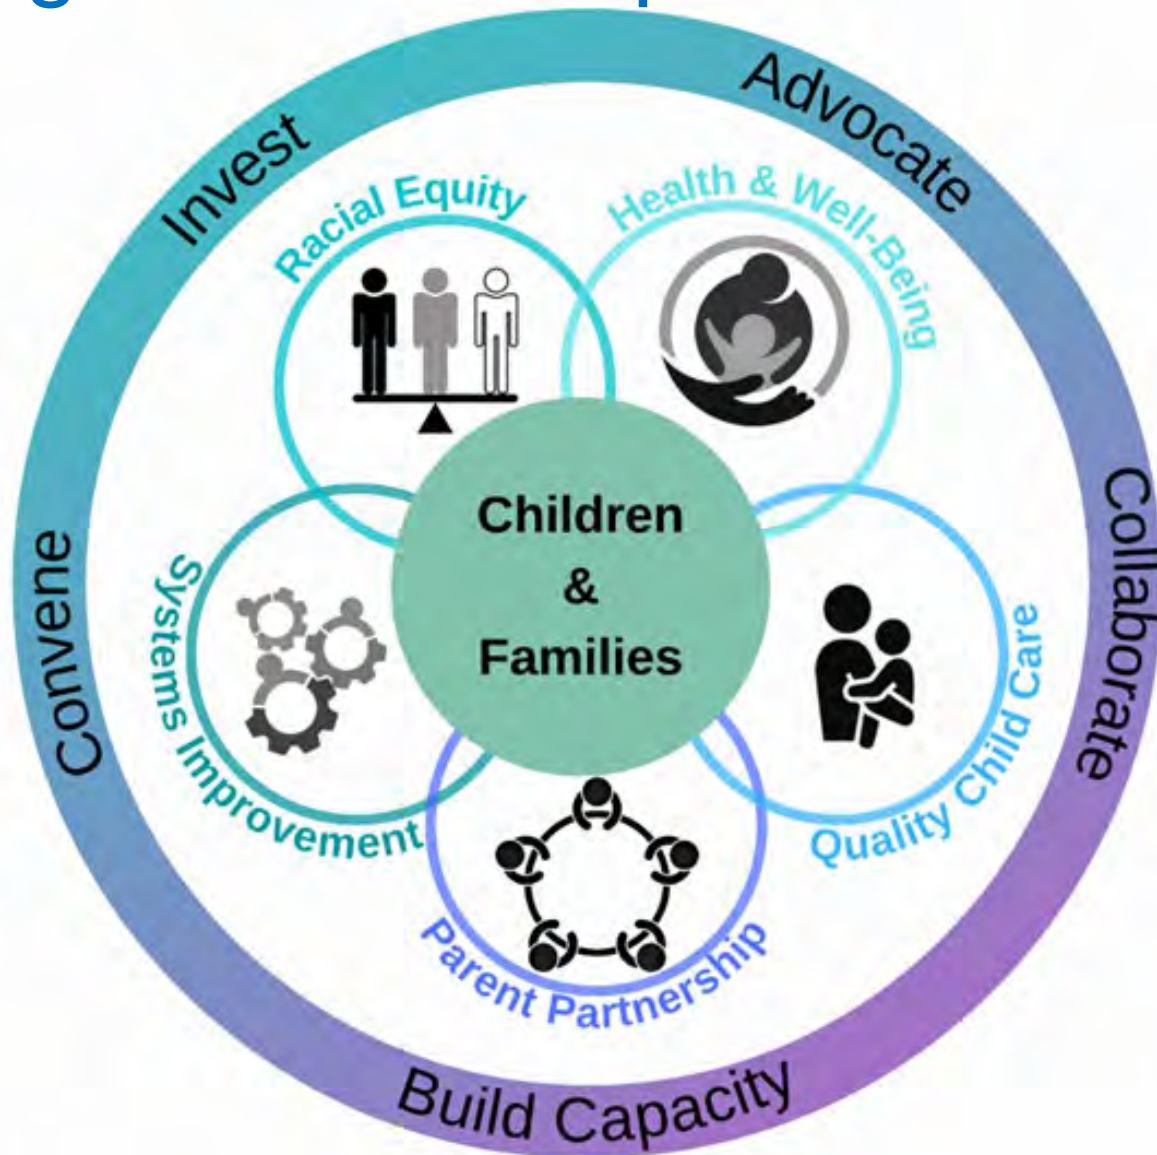 Invest
Advocate
Collaborate
Build Capacity
Convene
Racial Equity
Health & Well-Being
Quality Child Care
Parent Partnership
Systems Improvement
Children
&
Families